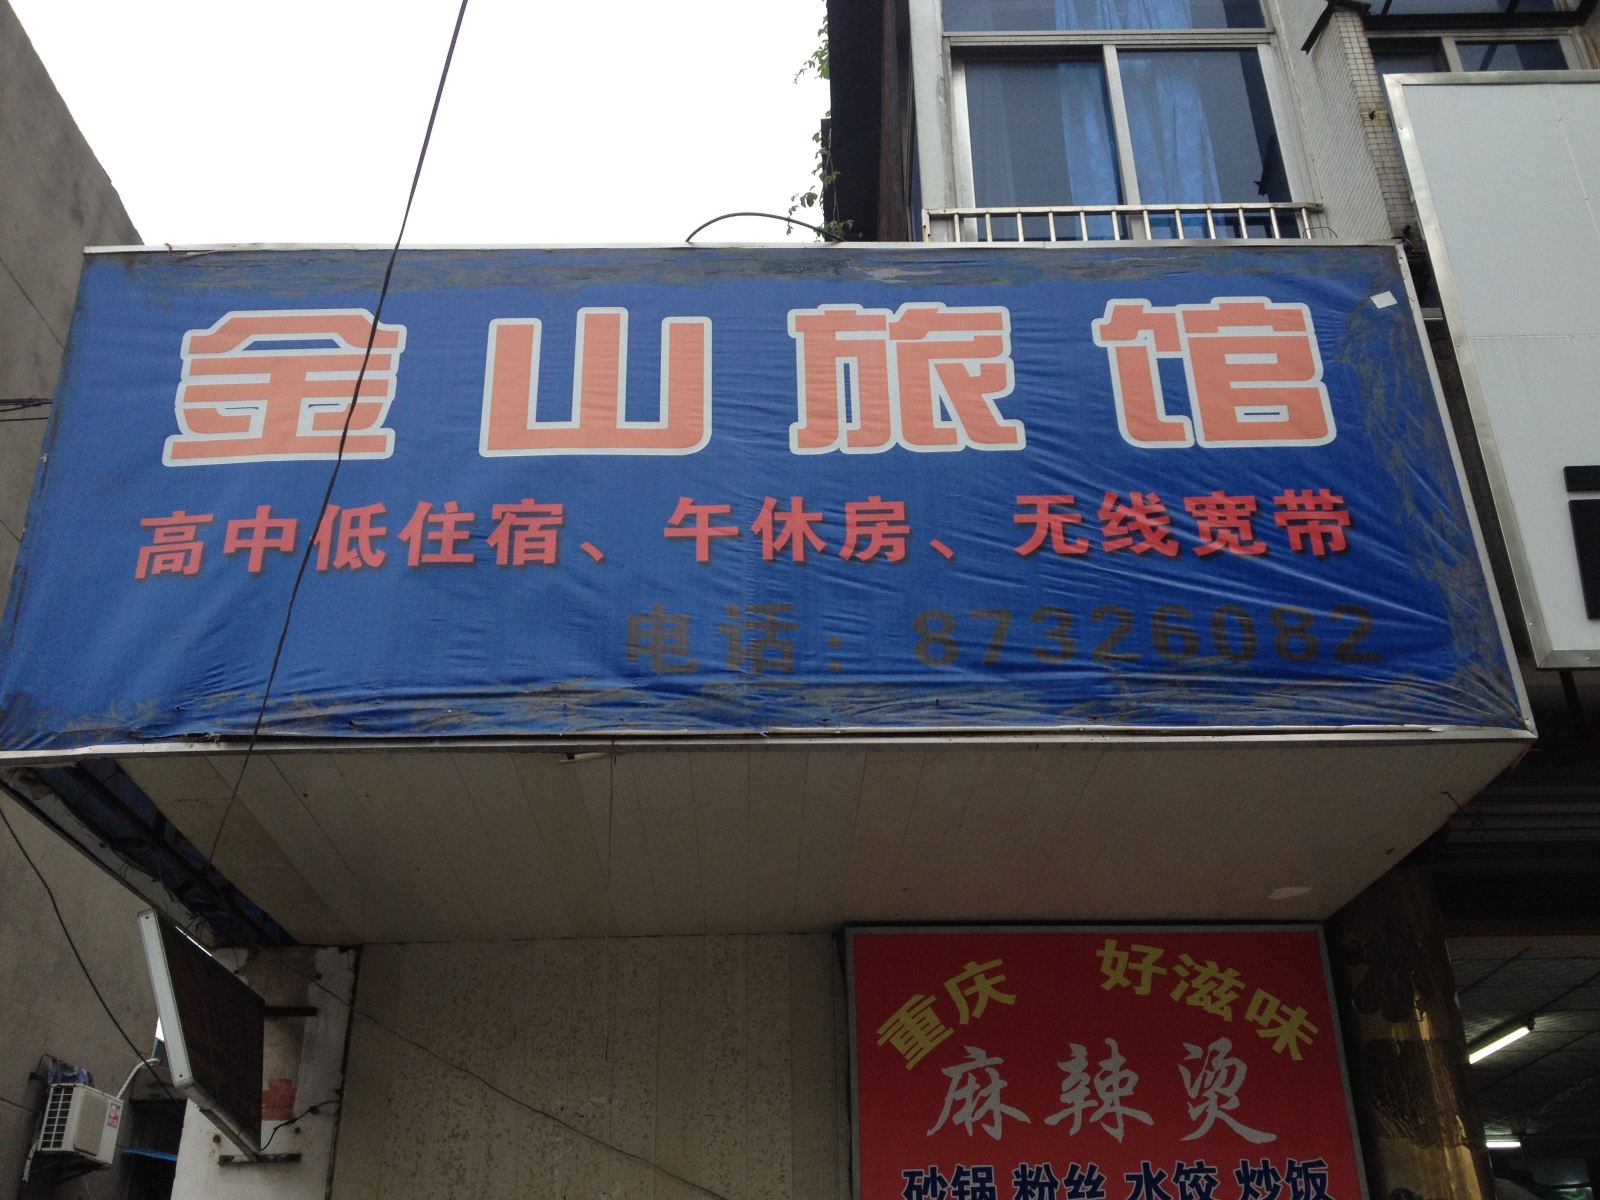 金山旅馆
高中低住宿、午休房、无线宽带
电话：87326082
重庆 好滋味
麻辣烫
砂锅 粉丝 水饺 炒饭